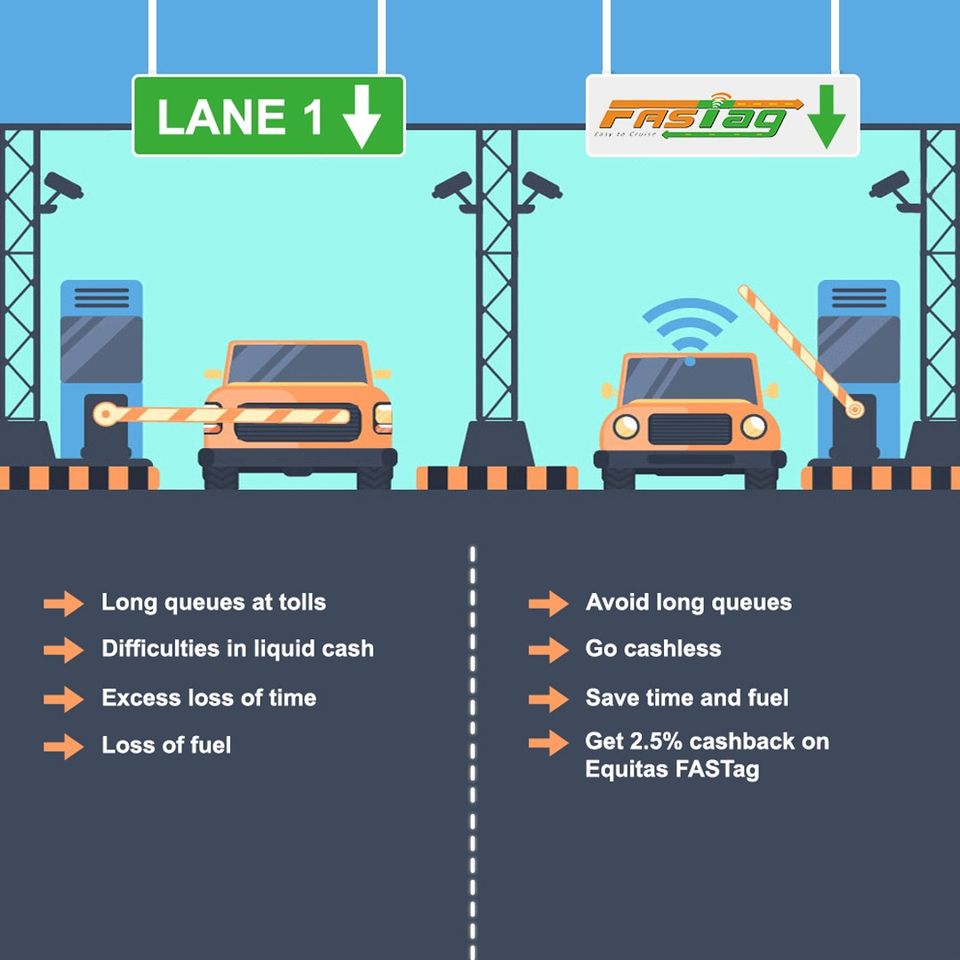 LANE 1
FASTag
Easy to Cruise
Long queues at tolls
Difficulties in liquid cash
Excess loss of time
Loss of fuel
Avoid long queues
Go cashless
Save time and fuel
Get 2.5% cashback on
Equitas FASTag